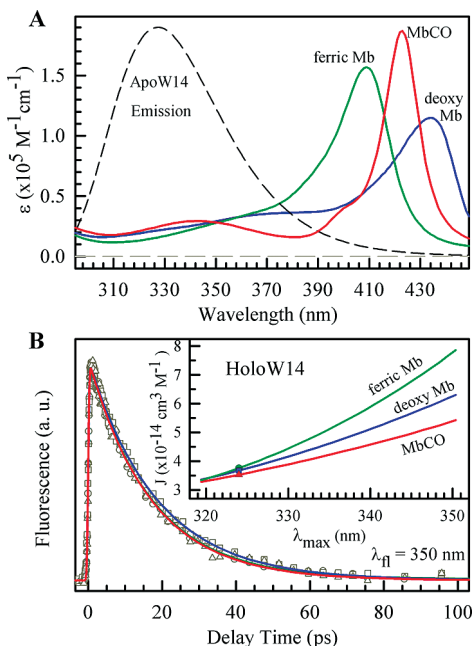 A
ε (x10⁵ M⁻¹cm⁻¹)
1.5
1.0
0.5
0.0
ApoW14
Emission
MbCO
ferric Mb
deoxy
Mb
310 330 350 370 390 410 430
Wavelength (nm)
B
Fluorescence (a. u.)
HoloW14
J (x10⁻¹⁴ cm³ M⁻¹)
8
7
6
5
4
3
ferric Mb
deoxy Mb
MbCO
320 330 340 350
λmax (nm)
λfl = 350 nm
0 20 40 60 80 100
Delay Time (ps)